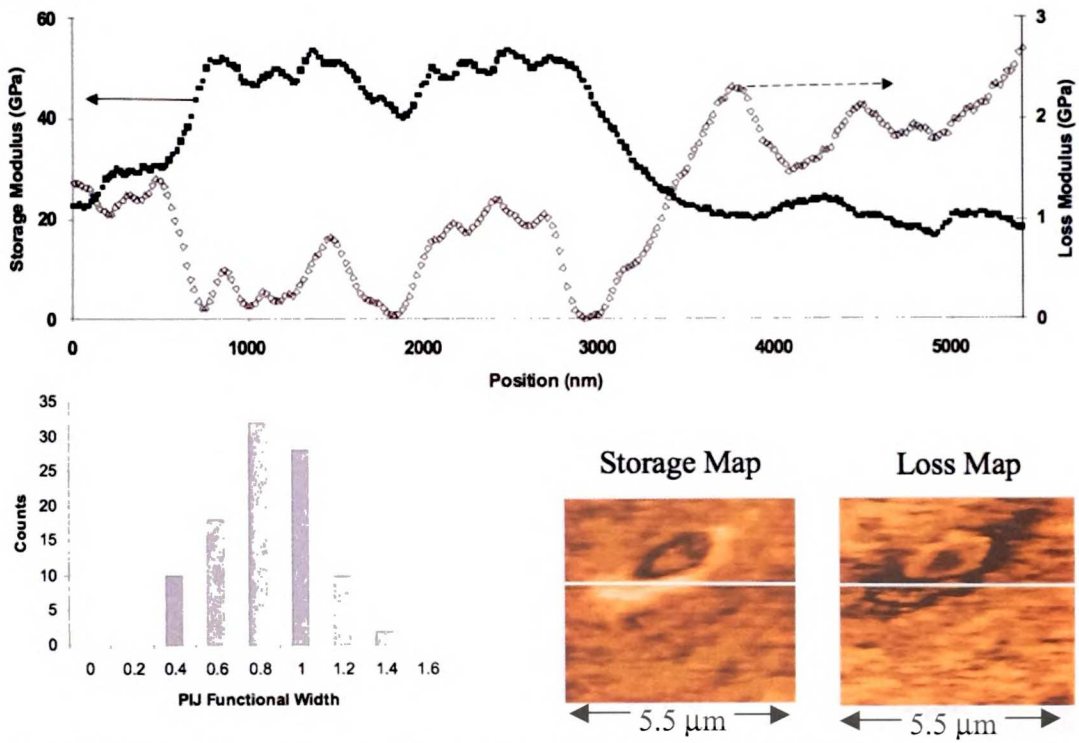 60
40
20
0
Storage Modulus (GPa)
3
2
1
0
Loss Modulus (GPa)
0 1000 2000 3000 4000 5000
Position (nm)
35
30
25
20
15
10
5
0
Counts
0 0.2 0.4 0.6 0.8 1 1.2 1.4 1.6
PIJ Functional Width
Storage Map Loss Map
5.5 µm 5.5 µm